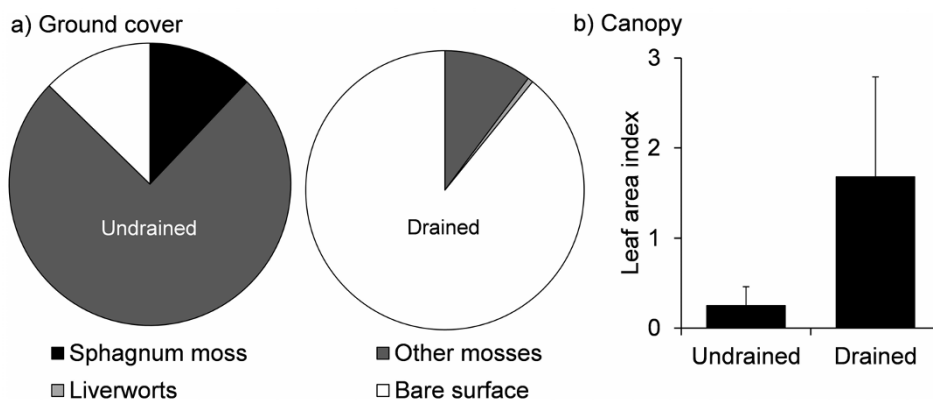 a) Ground cover
Undrained
Drained
Sphagnum moss
Other mosses
Liverworts
Bare surface
b) Canopy
Leaf area index
3
2
1
0
Undrained
Drained